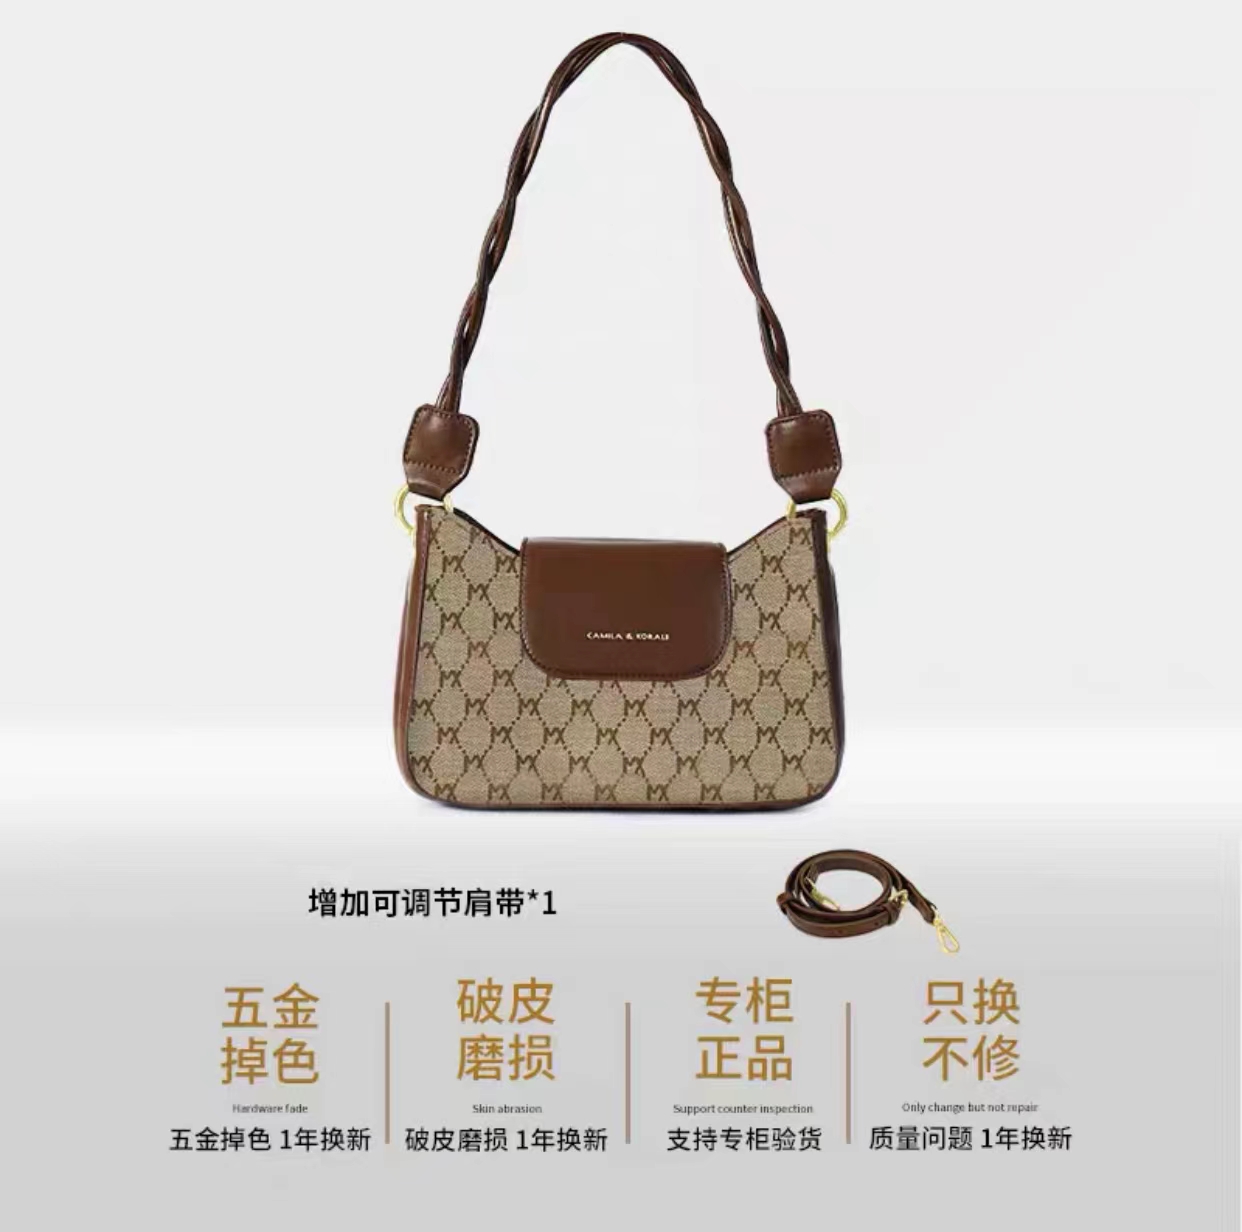 CAMILA & KORALE
增加可调节肩带*1
五金
掉色
Hardware fade
五金掉色 1年换新
破皮
磨损
Skin abrasion
破皮磨损 1年换新
专柜
正品
Support counter inspection
支持专柜验货
只换
不修
Only change but not repair
质量问题 1年换新